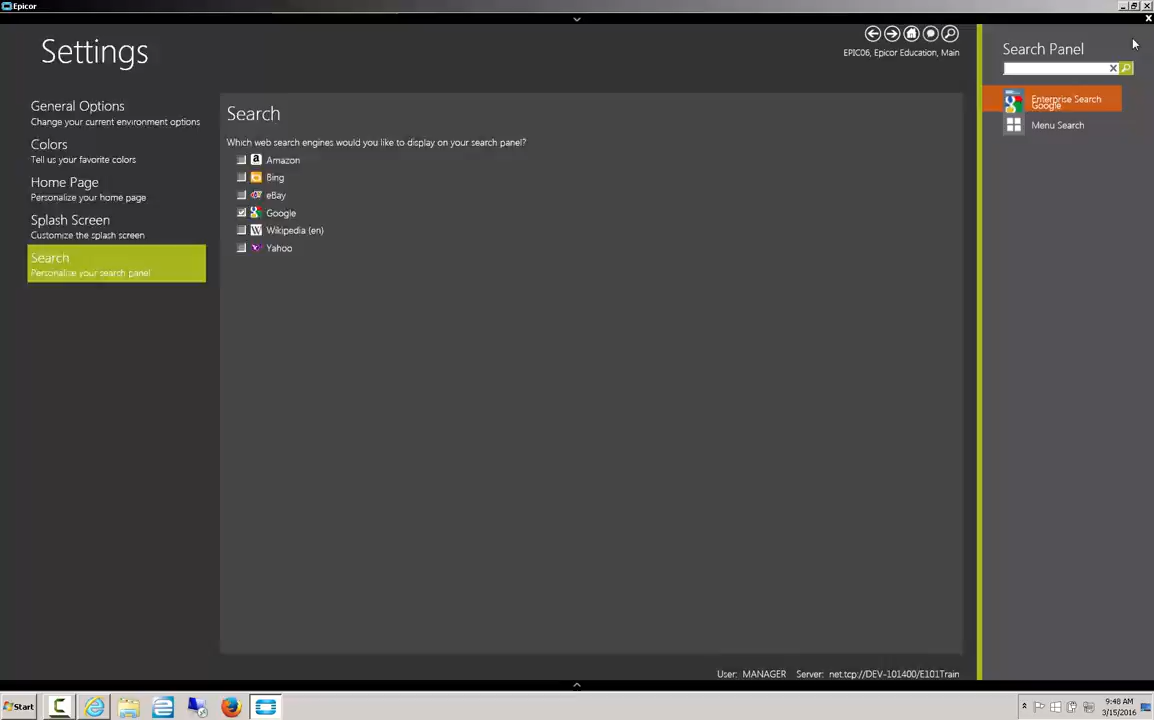 Epicor
Settings
EPIC06, Epicor Education, Main
General Options
Change your current environment options
Colors
Tell us your favorite colors
Home Page
Personalize your home page
Splash Screen
Customize the splash screen
Search
Personalize your search panel
Search
Which web search engines would you like to display on your search panel?
Amazon
Bing
eBay
Google
Wikipedia (en)
Yahoo
Search Panel
Enterprise Search
Google
Menu Search
User: MANAGER Server: net.tcp://DEV-101400/E101Train
Start
9:48 AM
3/15/2016